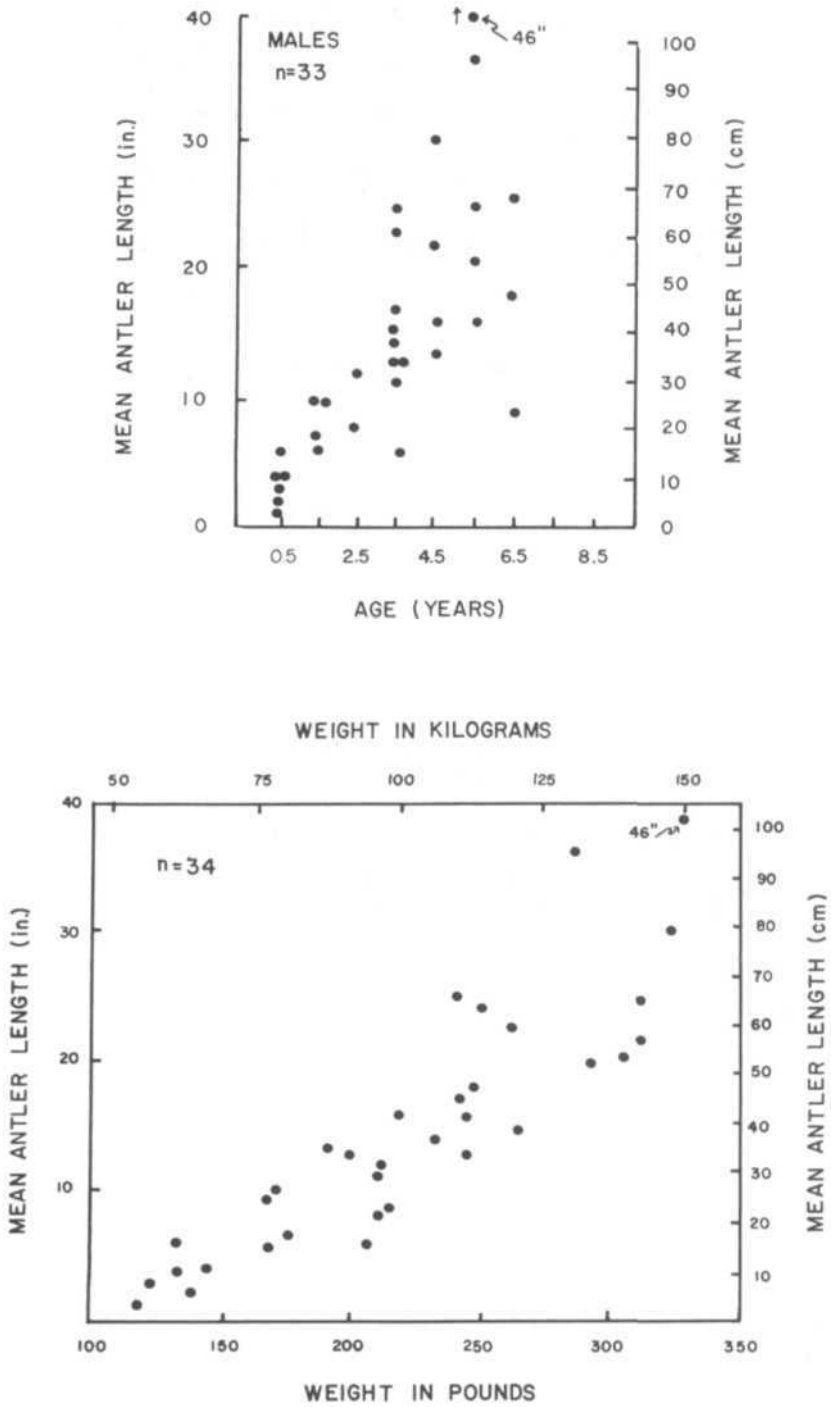 MALES
n=33
46"
40
30
20
10
0
MEAN ANTLER LENGTH (in.)
100
90
80
70
60
50
40
30
20
10
0
MEAN ANTLER LENGTH (cm)
0.5 2.5 3.5 4.5 5.5 6.5 8.5
AGE (YEARS)
WEIGHT IN KILOGRAMS
50 75 100 125 150
n=34
46"
40
30
20
10
MEAN ANTLER LENGTH (in.)
100
90
80
70
60
50
40
30
20
10
MEAN ANTLER LENGTH (cm)
100 150 200 250 300 350
WEIGHT IN POUNDS